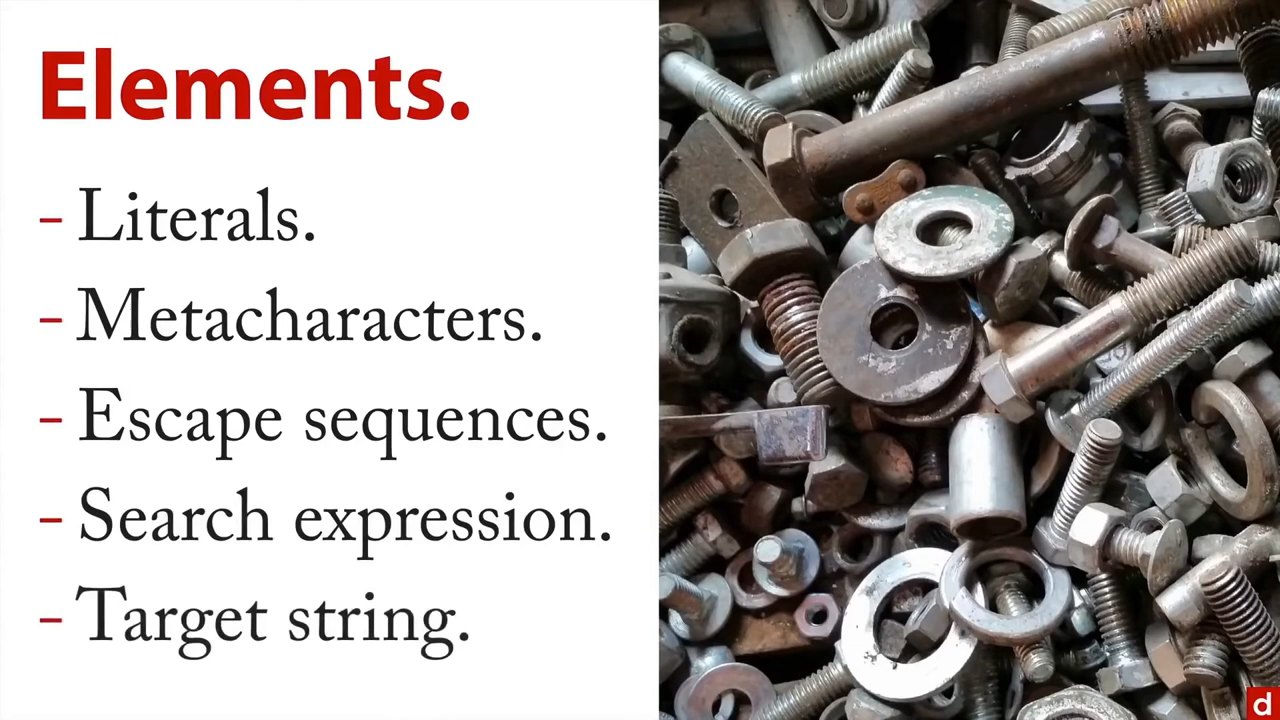 Elements.
- Literals.
- Metacharacters.
- Escape sequences.
- Search expression.
- Target string.
d